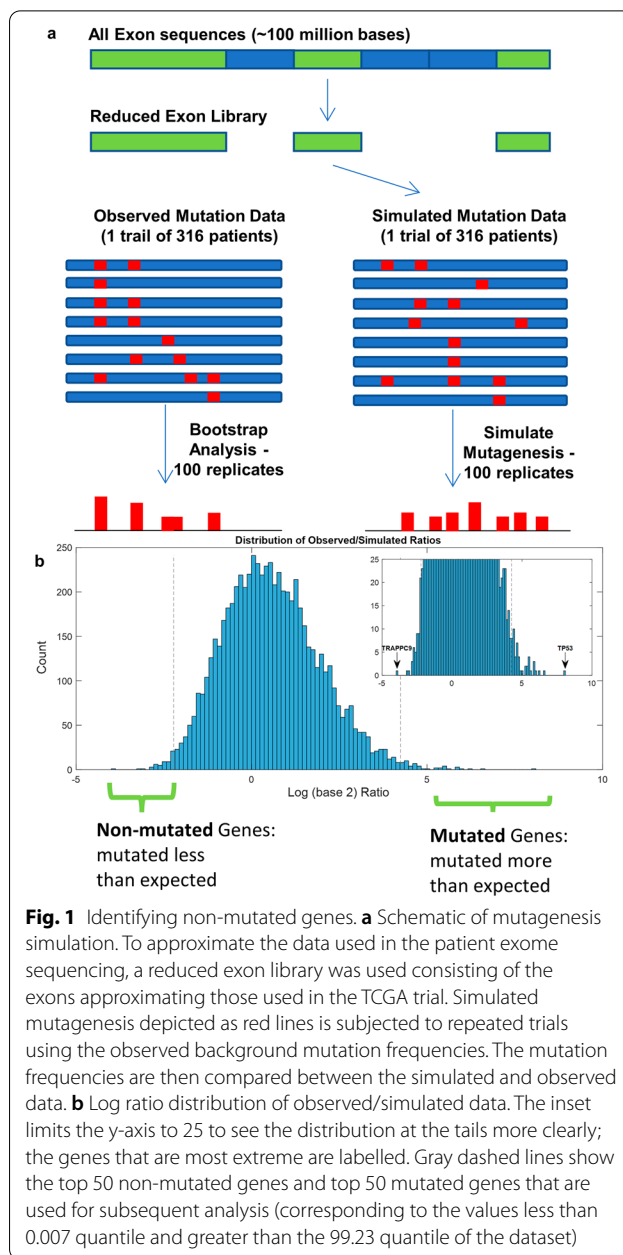 a
All Exon sequences (~100 million bases)
Reduced Exon Library
Observed Mutation Data
(1 trail of 316 patients)
Simulated Mutation Data
(1 trial of 316 patients)
Bootstrap
Analysis -
100 replicates
Simulate
Mutagenesis -
100 replicates
b
Distribution of Observed/Simulated Ratios
250
200
150
100
50
0
Count
-5
0
5
10
Log (base 2) Ratio
25
20
15
10
5
0
-5
0
5
10
TRAPPC9
TP53
Non-mutated Genes:
mutated less
than expected
Mutated Genes:
mutated more
than expected
Fig. 1 Identifying non-mutated genes. a Schematic of mutagenesis
simulation. To approximate the data used in the patient exome
sequencing, a reduced exon library was used consisting of the
exons approximating those used in the TCGA trial. Simulated
mutagenesis depicted as red lines is subjected to repeated trials
using the observed background mutation frequencies. The mutation
frequencies are then compared between the simulated and observed
data. b Log ratio distribution of observed/simulated data. The inset
limits the y-axis to 25 to see the distribution at the tails more clearly;
the genes that are most extreme are labelled. Gray dashed lines show
the top 50 non-mutated genes and top 50 mutated genes that are
used for subsequent analysis (corresponding to the values less than
0.007 quantile and greater than the 99.23 quantile of the dataset)